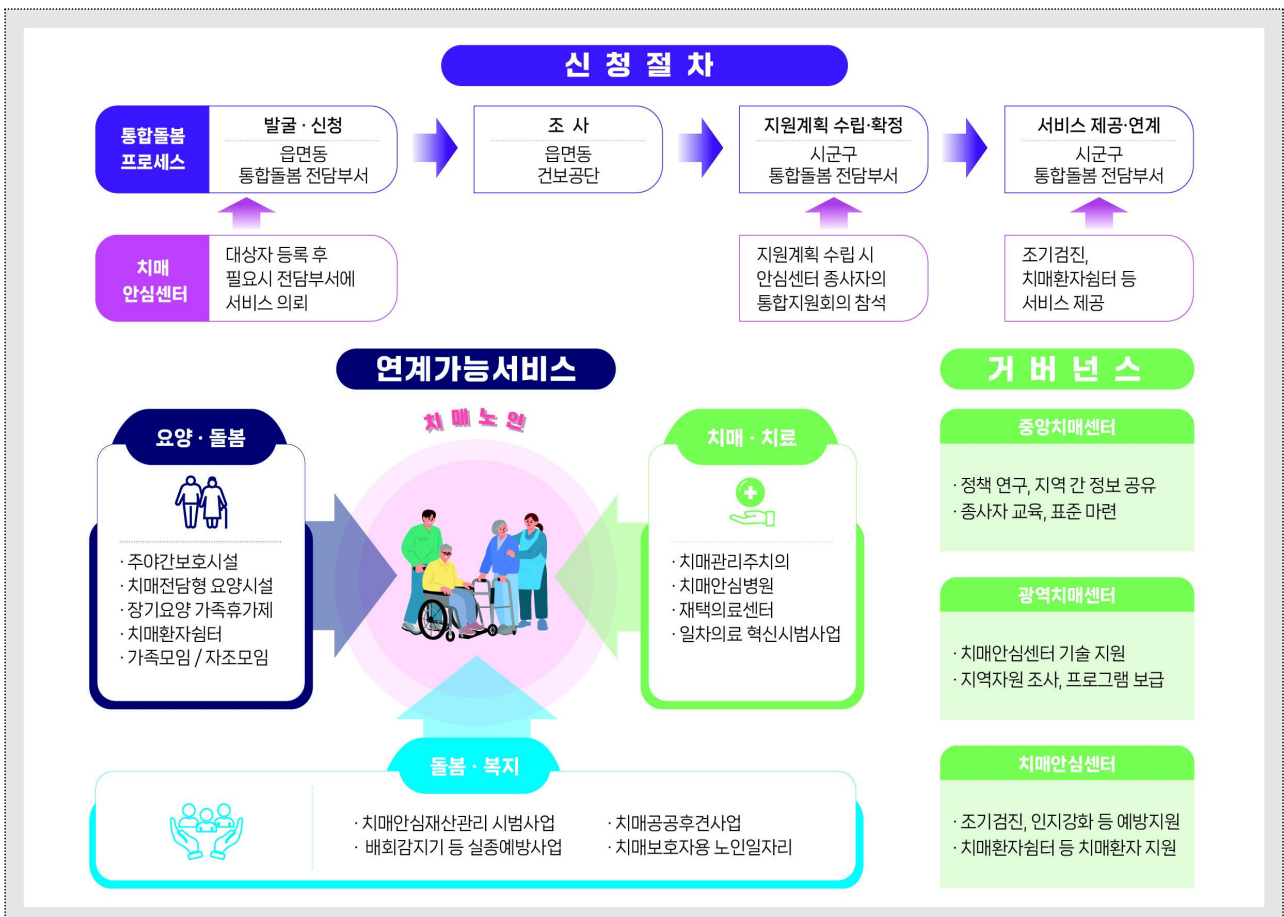 신청절차
통합돌봄
프로세스
발굴 · 신청
읍면동
통합돌봄 전담부서
조 사
읍면동
건보공단
지원계획 수립·확정
시군구
통합돌봄 전담부서
서비스 제공·연계
시군구
통합돌봄 전담부서
치매
안심센터
대상자 등록 후
필요시 전담부서에
서비스 의뢰
지원계획 수립 시
안심센터 종사자의
통합지원회의 참석
조기검진,
치매환자쉼터 등
서비스 제공
연계가능서비스
치매노인
요양 · 돌봄
· 주야간보호시설
· 치매전담형 요양시설
· 장기요양 가족휴가제
· 치매환자쉼터
· 가족모임 / 자조모임
치매 · 치료
· 치매관리주치의
· 치매안심병원
· 재택의료센터
· 일차의료 혁신시범사업
돌봄 · 복지
· 치매안심재산관리 시범사업
· 배회감지기 등 실종예방사업
· 치매공공후견사업
· 치매보호자용 노인일자리
거버넌스
중앙치매센터
· 정책 연구, 지역 간 정보 공유
· 종사자 교육, 표준 마련
광역치매센터
· 치매안심센터 기술 지원
· 지역자원 조사, 프로그램 보급
치매안심센터
· 조기검진, 인지강화 등 예방지원
· 치매환자쉼터 등 치매환자 지원